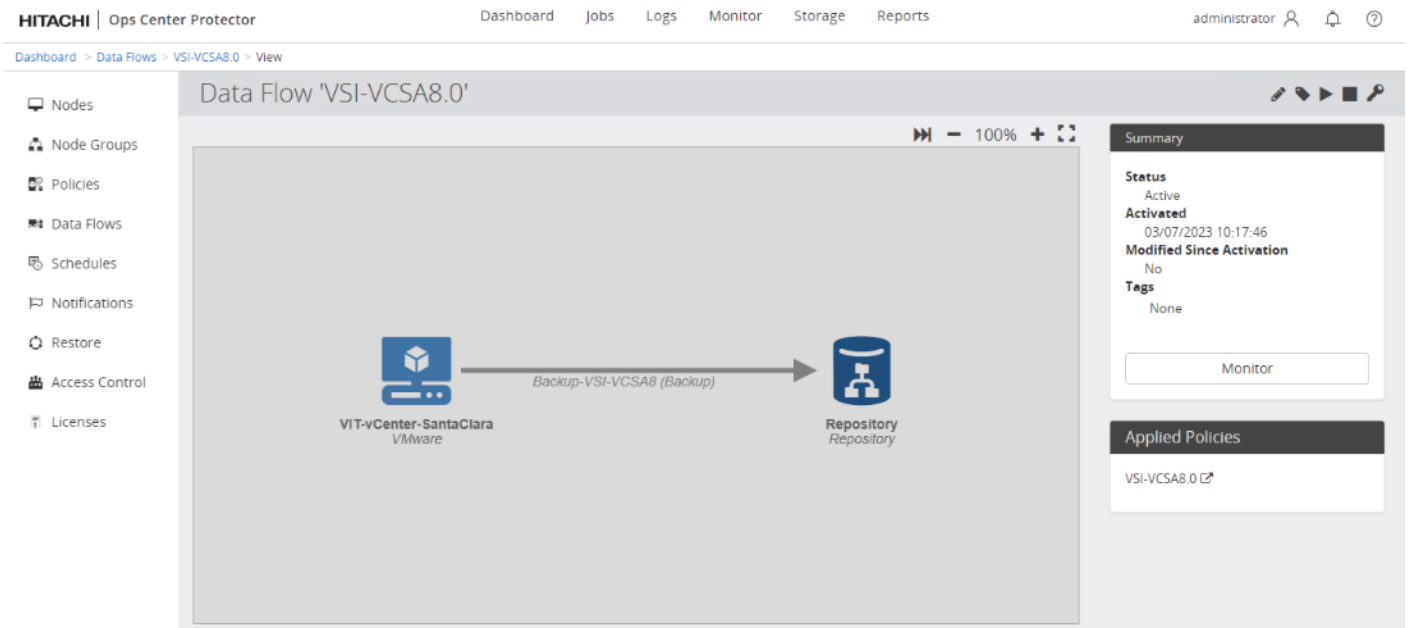 HITACHI | Ops Center Protector
Dashboard Jobs Logs Monitor Storage Reports
administrator
Dashboard > Data Flows > VSI-VCSA8.0 > View
Nodes
Node Groups
Policies
Data Flows
Schedules
Notifications
Restore
Access Control
Licenses
Data Flow 'VSI-VCSA8.0'
100%
Backup-VSI-VCSA8 (Backup)
VIT-vCenter-SantaClara
VMware
Repository
Repository
Summary
Status
Active
Activated
03/07/2023 10:17:46
Modified Since Activation
No
Tags
None
Monitor
Applied Policies
VSI-VCSA8.0